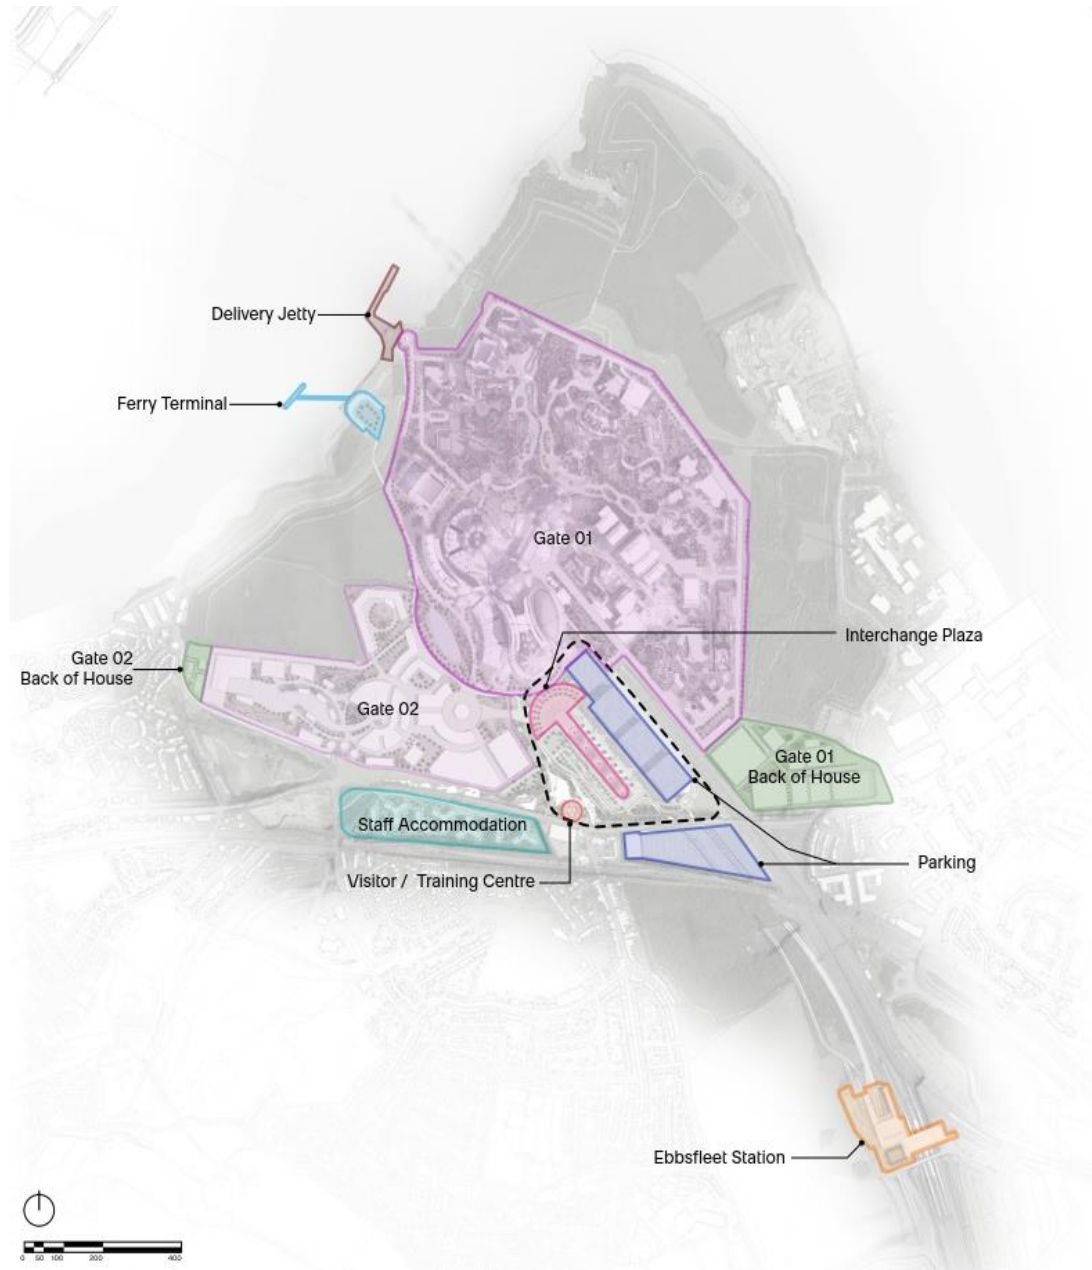 Delivery Jetty
Ferry Terminal
Gate 01
Interchange Plaza
Gate 02
Back of House
Gate 02
Gate 01
Back of House
Staff Accommodation
Parking
Visitor / Training Centre
Ebbsfleet Station
0 50 100 200 400